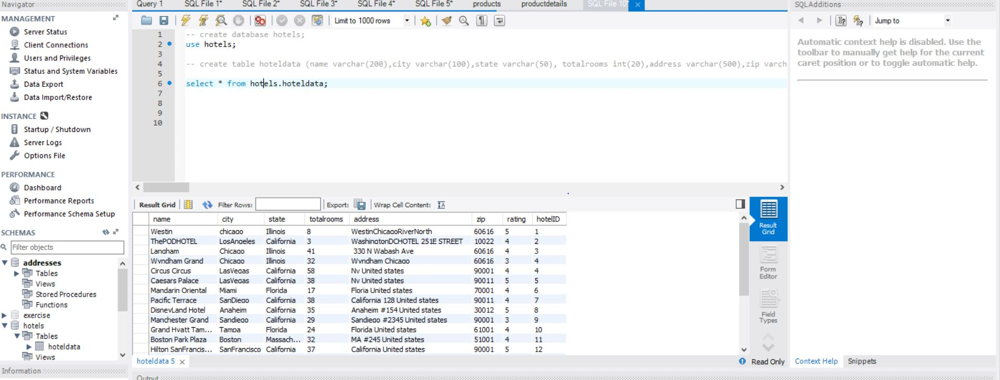 Navigator
Query 1 SQL File 1* SQL File 2* SQL File 3* SQL File 4* SQL File 5* products productdetails SQL File 10*
SQLAdditions
MANAGEMENT
Server Status
Client Connections
Users and Privileges
Status and System Variables
Data Export
Data Import/Restore
INSTANCE
Startup / Shutdown
Server Logs
Options File
PERFORMANCE
Dashboard
Performance Reports
Performance Schema Setup
SCHEMAS
Filter objects
addresses
Tables
Views
Stored Procedures
Functions
exercise
hotels
Tables
hoteldata
Views
Information
Limit to 1000 rows
1 -- create database hotels;
2 use hotels;
3
4 -- create table hoteldata (name varchar(200),city varchar(100),state varchar(50), totalrooms int(20),address varchar(500),zip varch
5
6 select * from hotels.hoteldata;
7
8
9
10
Result Grid Filter Rows: Export: Wrap Cell Content:
name city state totalrooms address zip rating hotelID
Westin chicago Illinois 8 WestinChicagoRiverNorth 60616 5 1
ThePODHOTEL LosAngeles California 3 WashingtonDCHOTEL 251E STREET 10022 4 2
Langham Chicago Illinois 41 330 N Wabash Ave 60616 4 3
Wyndham Grand Chicago Illinois 32 Wyndham Chicago 60616 3 4
Circus Circus LasVegas California 58 Nv United states 90001 4 4
Caesars Palace LasVegas California 38 Nv United states 90011 5 5
Mandarin Oriental Miami Florida 17 Floria United states 70001 4 6
Pacific Terrace SanDiego California 38 California 128 United states 90011 4 7
DisneyLand Hotel Anaheim California 35 Anaheim #154 United states 30012 5 8
Manchester Grand Sandiego California 29 Sandiego #2345 United states 90001 3 9
Grand Hyatt Tam... Tampa Florida 24 Florida United states 61001 4 10
Boston Park Plaza Boston Massach... 32 MA #245 United states 51001 4 11
Hilton SanFrancis... SanFrancisco California 37 California United states 90001 5 12
hoteldata 5
Read Only
Output
Result
Grid
Form
Editor
Field
Types
Jump to
Automatic context help is disabled. Use the
toolbar to manually get help for the current
caret position or to toggle automatic help.
Context Help Snippets